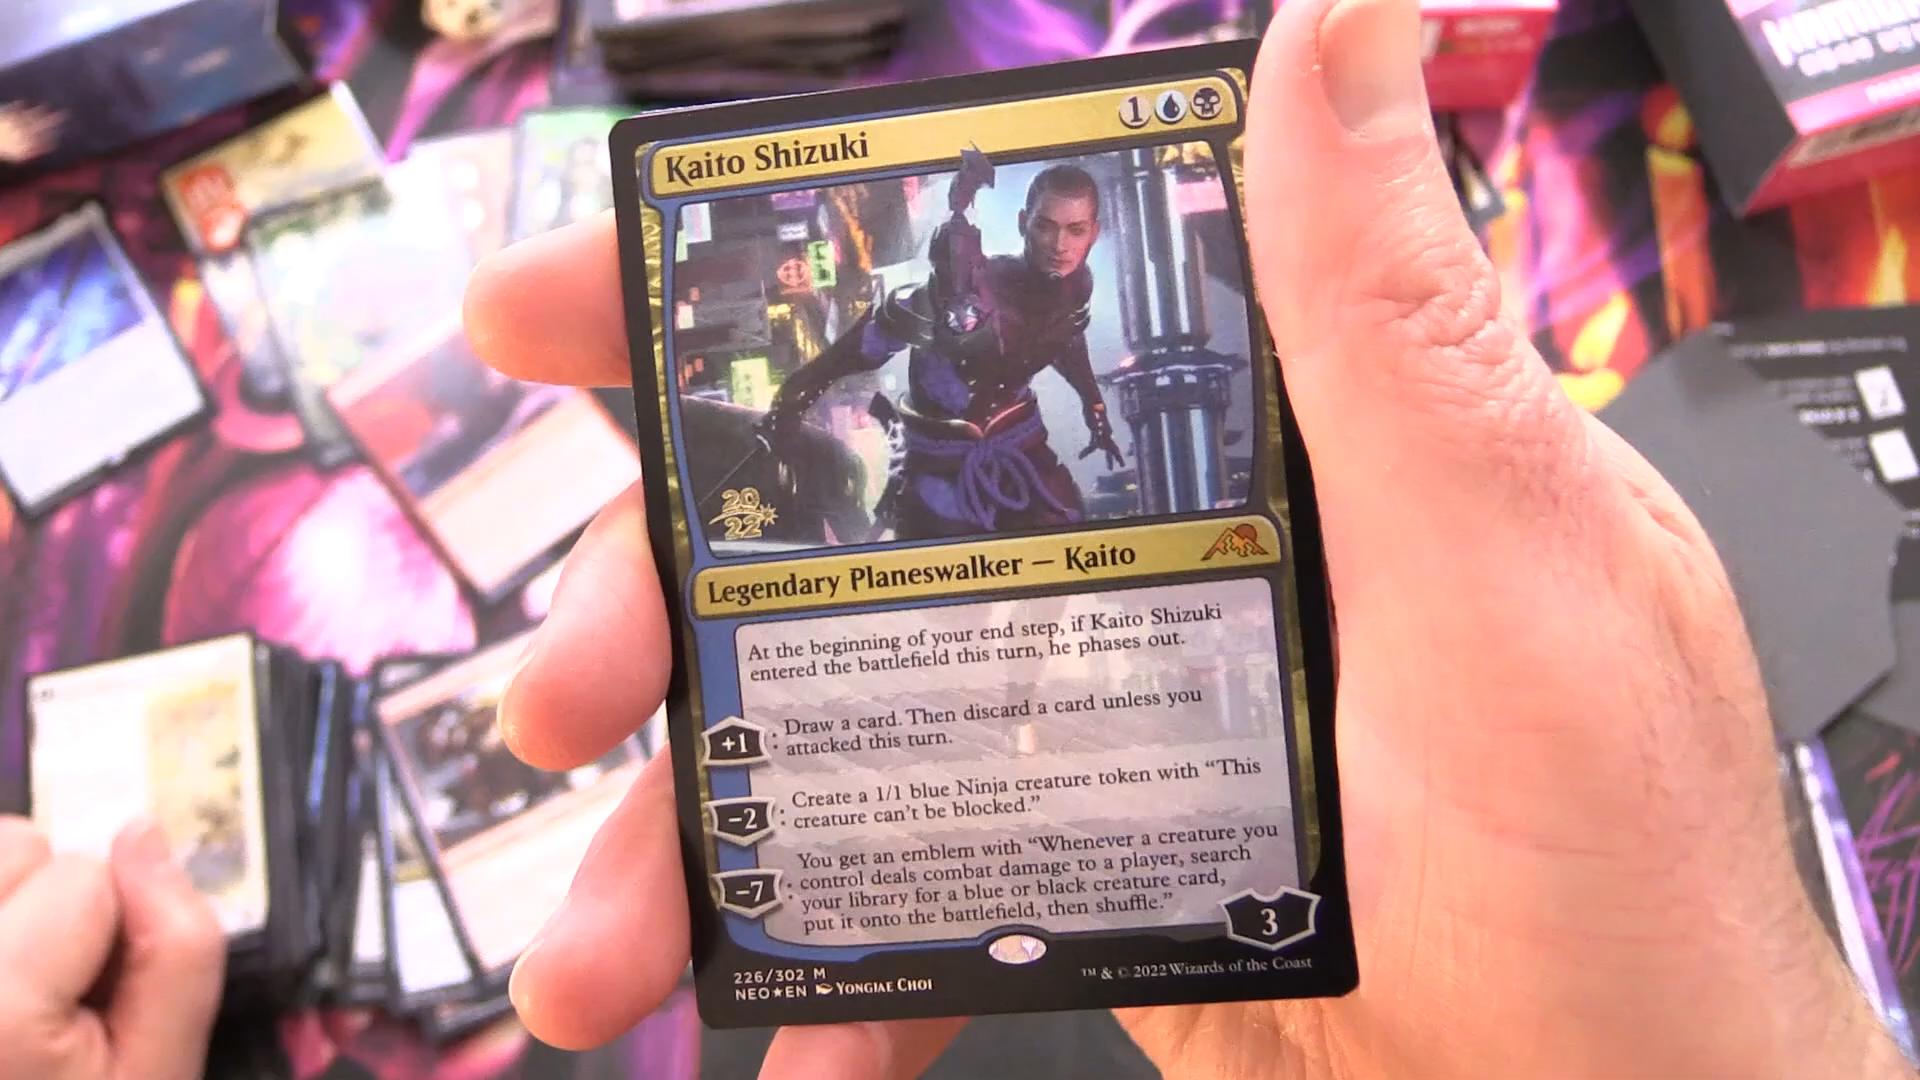 Kaito Shizuki
1
20
22
Legendary Planeswalker — Kaito
At the beginning of your end step, if Kaito Shizuki
entered the battlefield this turn, he phases out.
+1 : Draw a card. Then discard a card unless you
attacked this turn.
−2 : Create a 1/1 blue Ninja creature token with “This
creature can’t be blocked.”
−7 : You get an emblem with “Whenever a creature you
control deals combat damage to a player, search
your library for a blue or black creature card,
put it onto the battlefield, then shuffle.”
3
226/302 M
NEO★EN YONGJAE CHOI
™ & © 2022 Wizards of the Coast